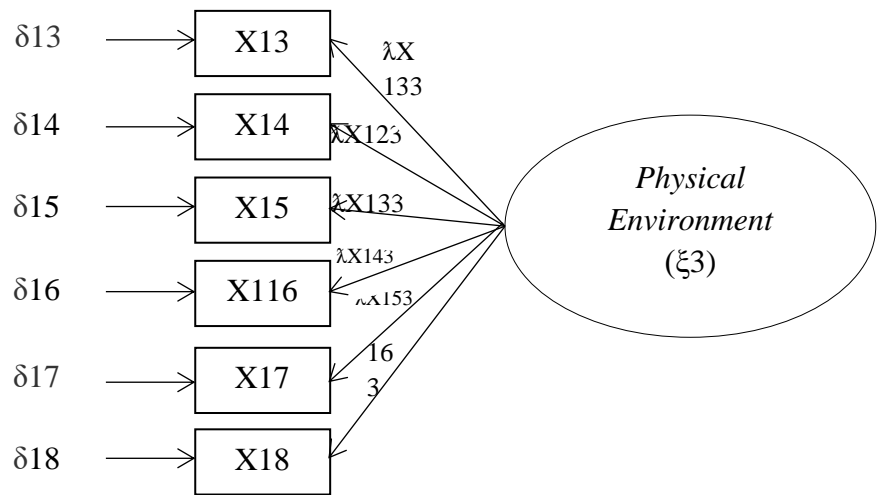 δ13
X13
λX
133
δ14
X14
λX123
δ15
X15
λX133
δ16
X116
λX143
λX153
δ17
X17
16
3
δ18
X18
Physical
Environment
(ξ3)